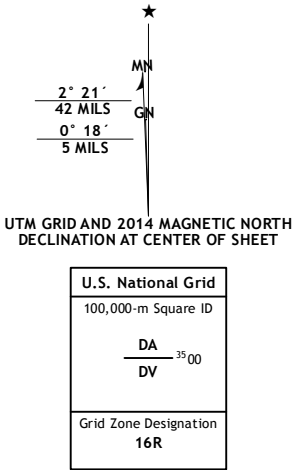 ★
MN
GN
2° 21´
42 MILS
0° 18´
5 MILS
UTM GRID AND 2014 MAGNETIC NORTH
DECLINATION AT CENTER OF SHEET
U.S. National Grid
100,000-m Square ID
DA
3500
DV
Grid Zone Designation
16R